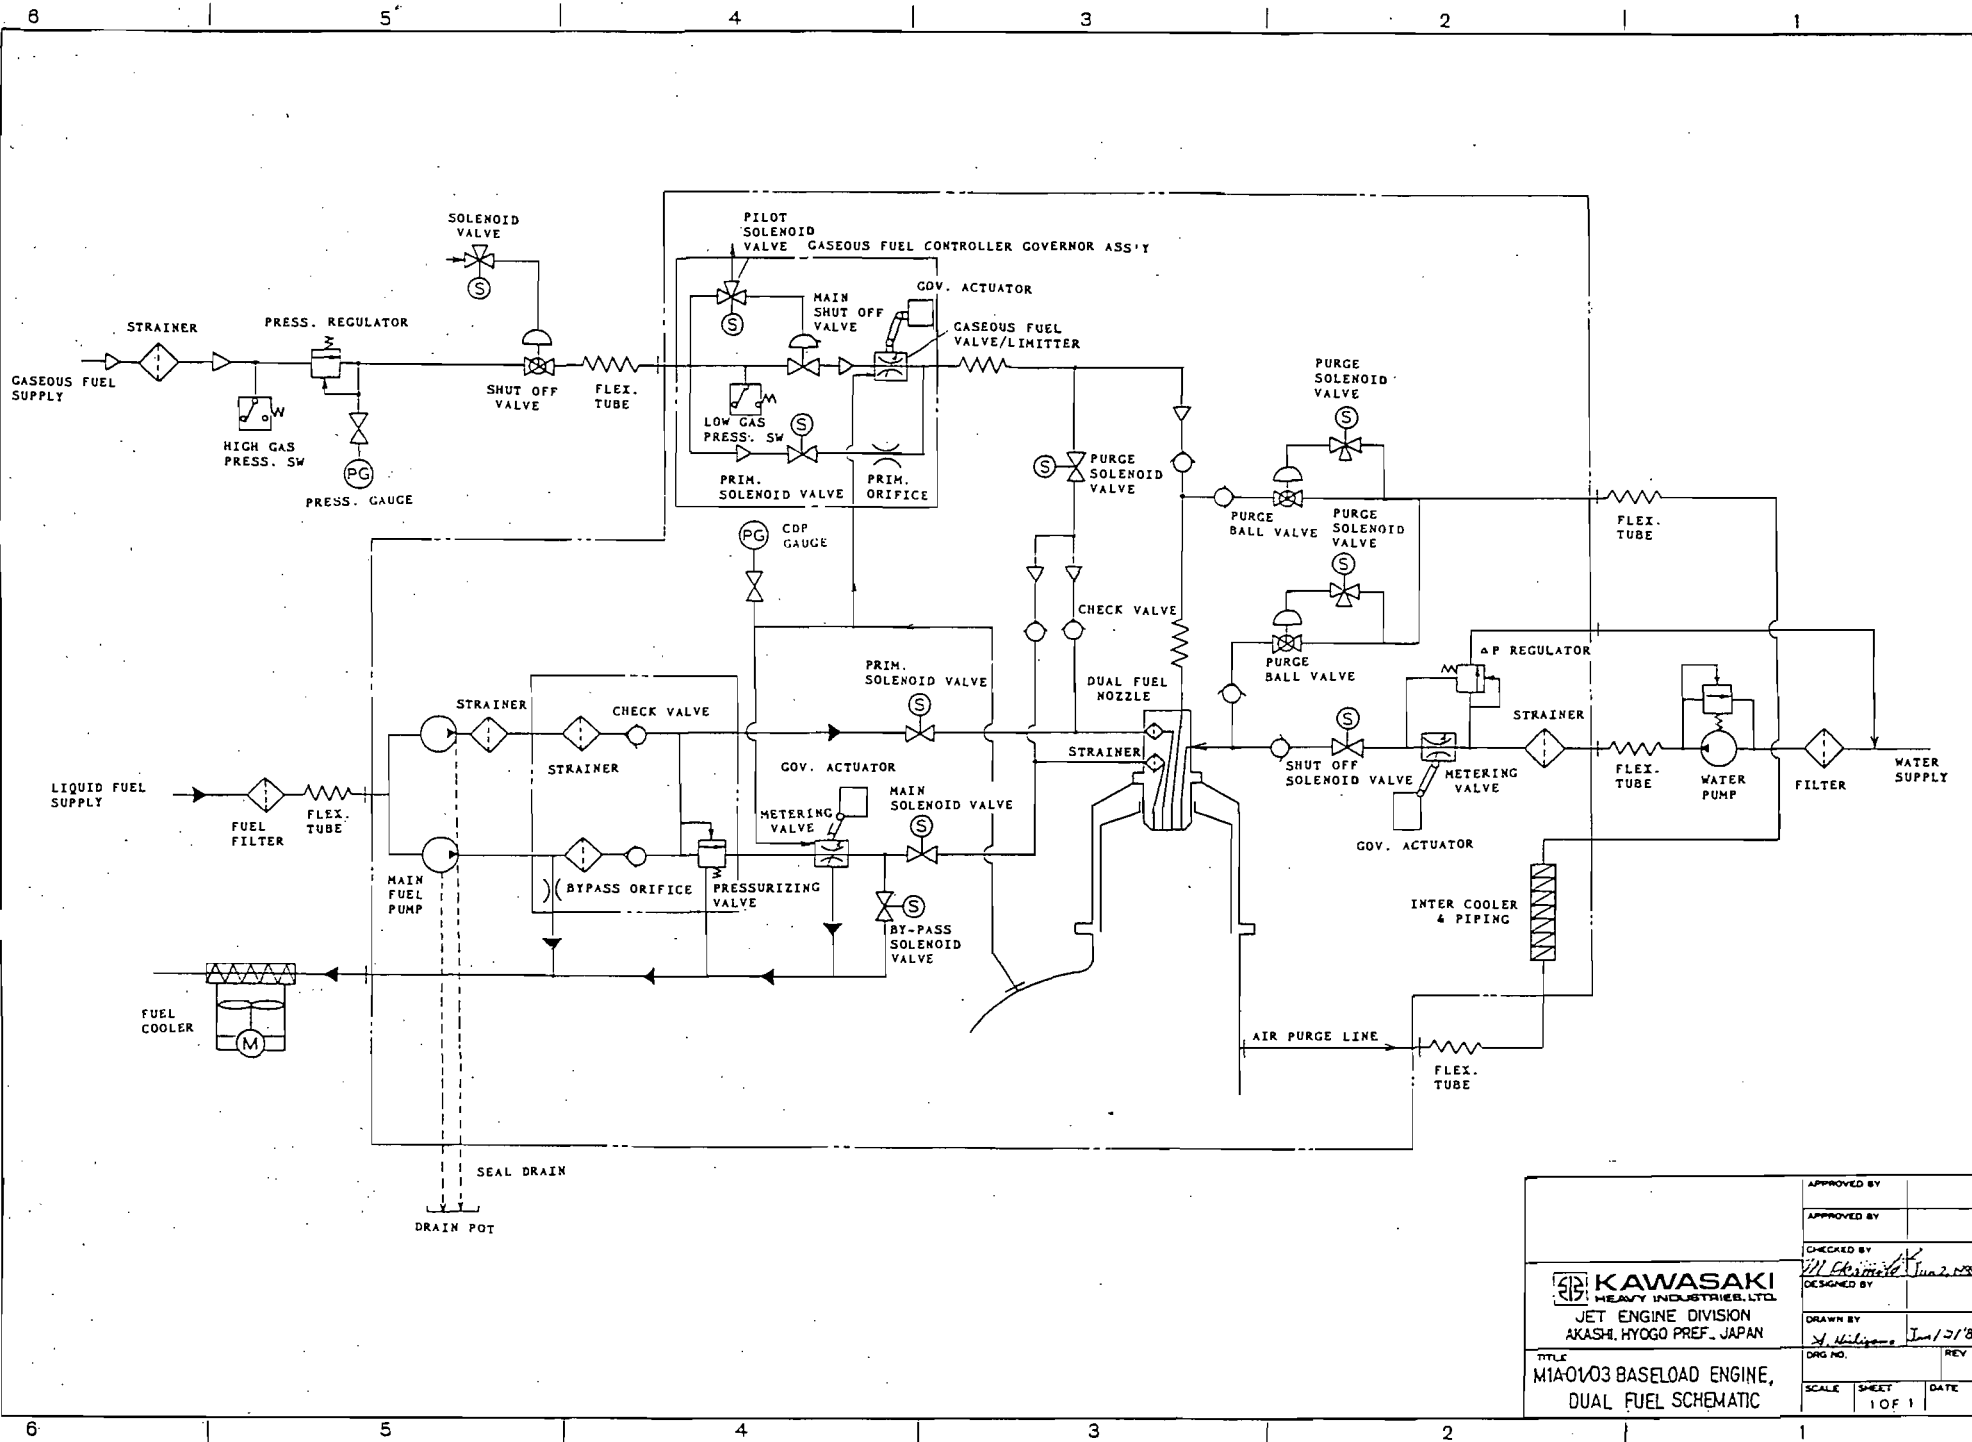 6
5
4
3
2
1
SOLENOID
VALVE
PILOT
SOLENOID
VALVE
GASEOUS FUEL CONTROLLER GOVERNOR ASS'Y
STRAINER
PRESS. REGULATOR
MAIN
SHUT OFF
VALVE
GOV. ACTUATOR
GASEOUS FUEL
VALVE/LIMITTER
S
S
GASEOUS FUEL
SUPPLY
SHUT OFF
VALVE
FLEX.
TUBE
PURGE
SOLENOID
VALVE
LOW GAS
PRESS. SW
S
S
HIGH GAS
PRESS. SW
PG
PRESS. GAUGE
PRIM.
SOLENOID VALVE
PRIM.
ORIFICE
S
PURGE
SOLENOID
VALVE
PURGE
BALL VALVE
PURGE
SOLENOID
VALVE
FLEX.
TUBE
PG
CDP
GAUGE
S
CHECK VALVE
PURGE
BALL VALVE
ΔP REGULATOR
PRIM.
SOLENOID VALVE
DUAL FUEL
NOZZLE
STRAINER
CHECK VALVE
S
S
STRAINER
STRAINER
STRAINER
GOV. ACTUATOR
SHUT OFF
SOLENOID VALVE
METERING
VALVE
FLEX.
TUBE
WATER
PUMP
FILTER
WATER
SUPPLY
LIQUID FUEL
SUPPLY
FUEL
FILTER
FLEX.
TUBE
METERING
VALVE
MAIN
SOLENOID VALVE
S
GOV. ACTUATOR
MAIN
FUEL
PUMP
BYPASS ORIFICE
PRESSURIZING
VALVE
S
BY-PASS
SOLENOID
VALVE
INTER COOLER
& PIPING
FUEL
COOLER
M
AIR PURGE LINE
FLEX.
TUBE
SEAL DRAIN
DRAIN POT
APPROVED BY
APPROVED BY
CHECKED BY
DESIGNED BY
DRAWN BY
KAWASAKI
HEAVY INDUSTRIES, LTD.
JET ENGINE DIVISION
AKASHI, HYOGO PREF., JAPAN
TITLE
M1A-01/03 BASELOAD ENGINE,
DUAL FUEL SCHEMATIC
DRG NO.
REV
SCALE
SHEET
1 OF 1
DATE
6
5
4
3
2
1